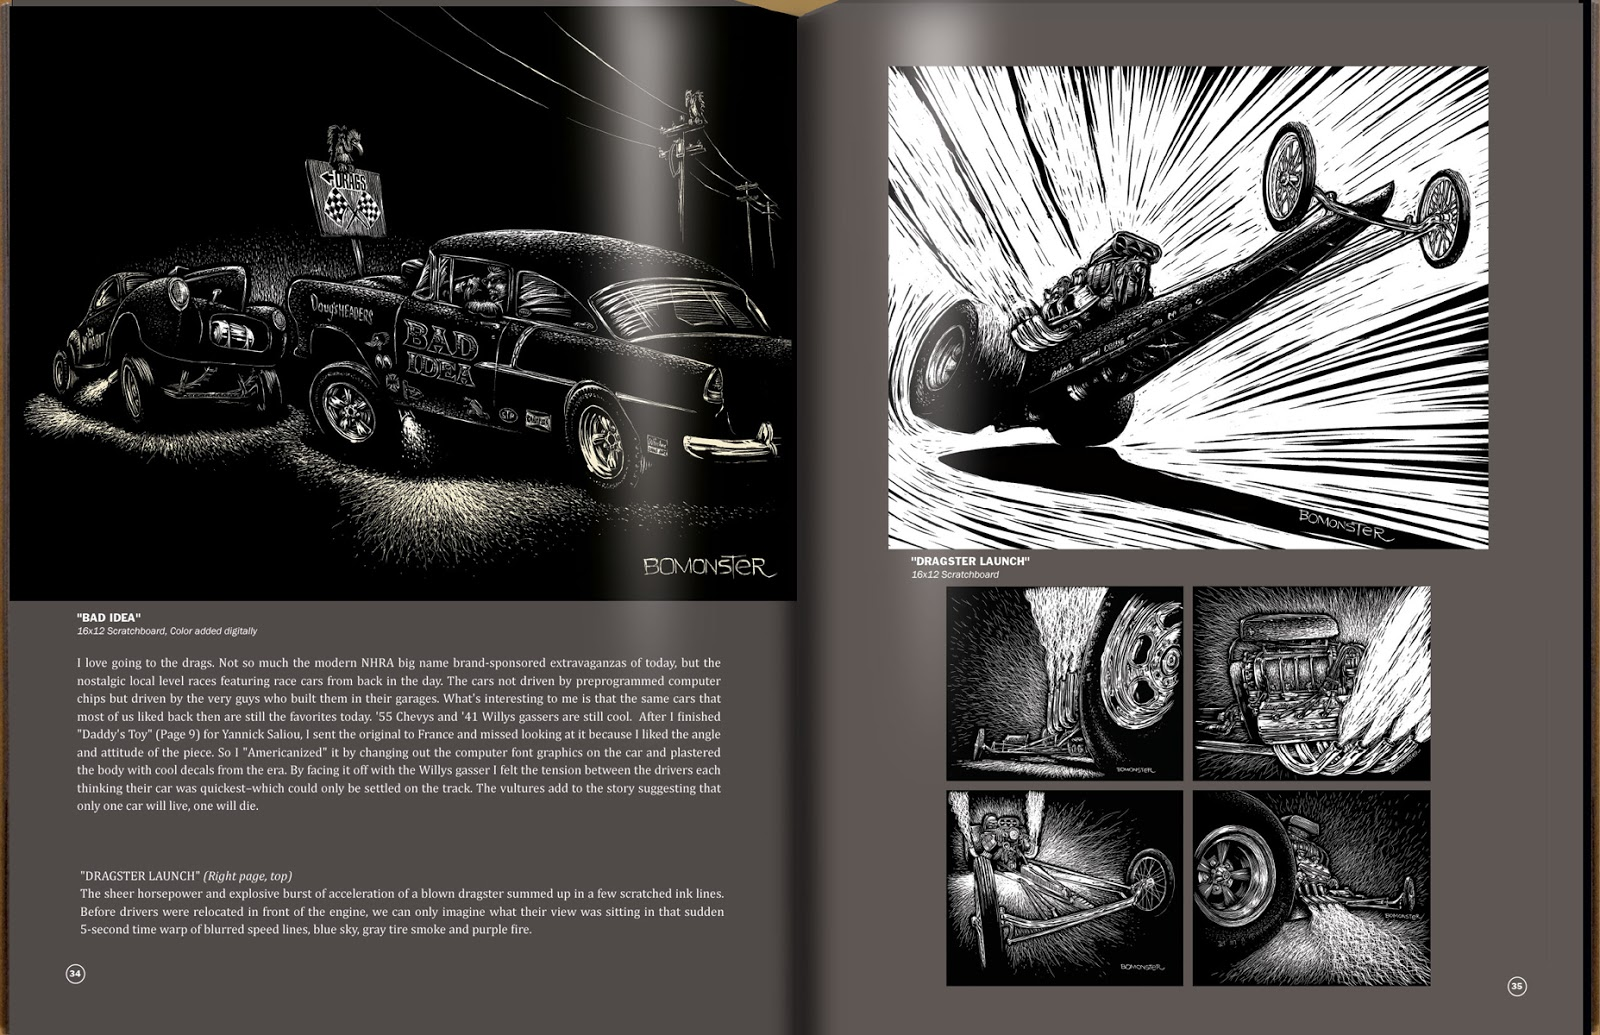 DRAGS
Doug's HEADERS
BAD
IDEA
STP
BOMONSTER
"BAD IDEA"
16x12 Scratchboard, Color added digitally
I love going to the drags. Not so much the modern NHRA big name brand-sponsored extravaganzas of today, but the
nostalgic local level races featuring race cars from back in the day. The cars not driven by preprogrammed computer
chips but driven by the very guys who built them in their garages. What's interesting to me is that the same cars that
most of us liked back then are still the favorites today. '55 Chevys and '41 Willys gassers are still cool.  After I finished
"Daddy's Toy" (Page 9) for Yannick Saliou, I sent the original to France and missed looking at it because I liked the angle
and attitude of the piece. So I "Americanized" it by changing out the computer font graphics on the car and plastered
the body with cool decals from the era. By facing it off with the Willys gasser I felt the tension between the drivers each
thinking their car was quickest–which could only be settled on the track. The vultures add to the story suggesting that
only one car will live, one will die.
"DRAGSTER LAUNCH" (Right page, top)
The sheer horsepower and explosive burst of acceleration of a blown dragster summed up in a few scratched ink lines.
Before drivers were relocated in front of the engine, we can only imagine what their view was sitting in that sudden
5-second time warp of blurred speed lines, blue sky, gray tire smoke and purple fire.
34
BOMONSTER
"DRAGSTER LAUNCH"
16x12 Scratchboard
BOMONSTER
BOMONSTER
BOMONSTER
BOMONSTER
35